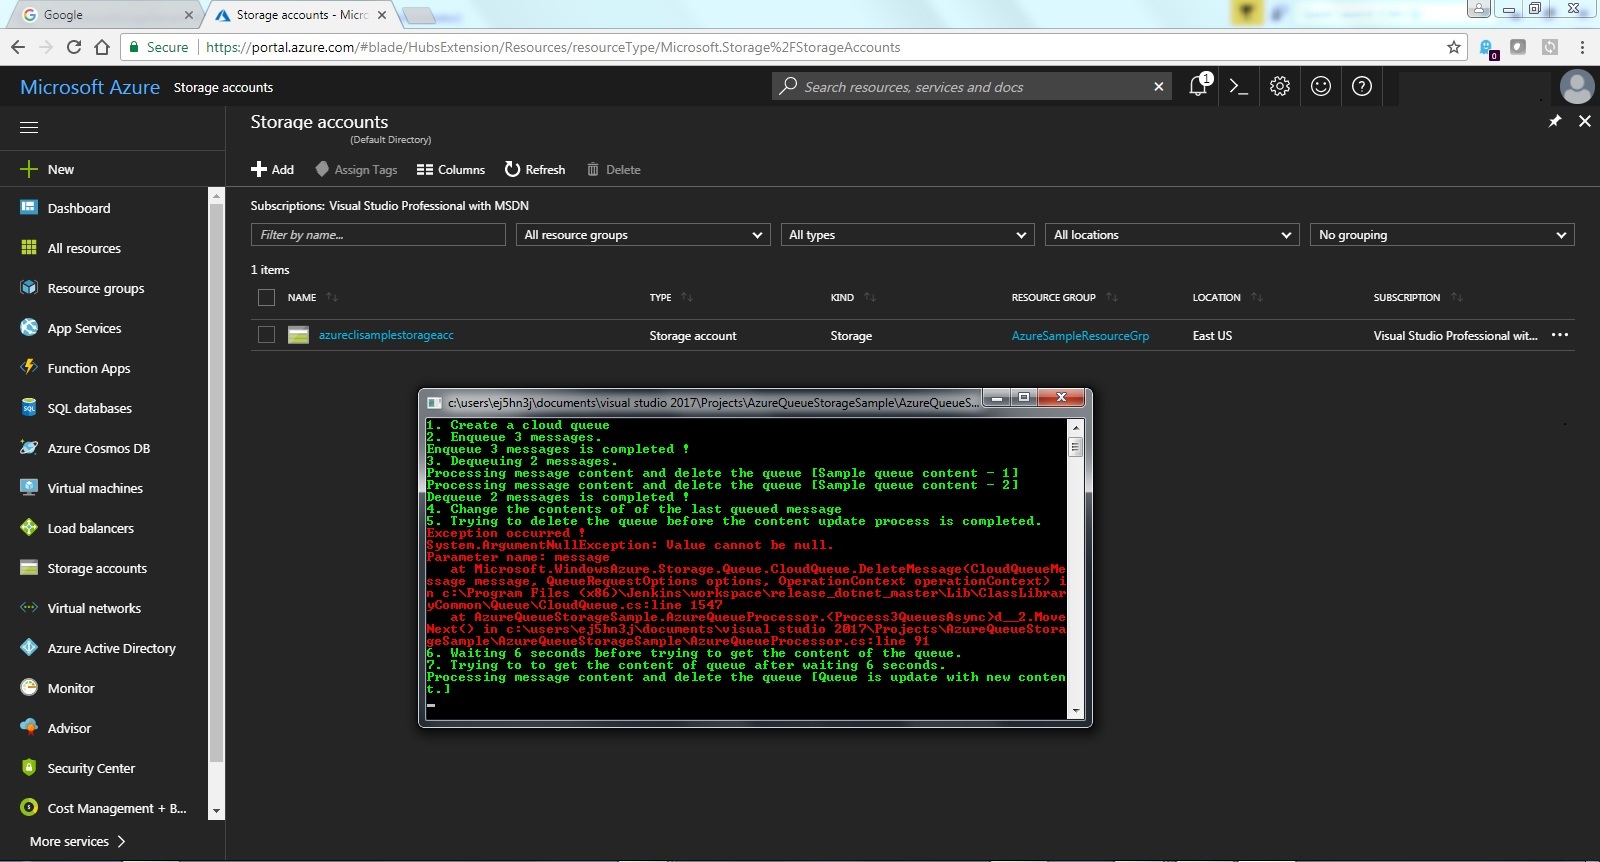 Google
Storage accounts - Micro
Secure
https://portal.azure.com/#blade/HubsExtension/Resources/resourceType/Microsoft.Storage%2FStorageAccounts
0
Microsoft Azure
Storage accounts
Search resources, services and docs
1
Storage accounts
(Default Directory)
New
Add
Assign Tags
Columns
Refresh
Delete
Dashboard
All resources
Resource groups
App Services
Function Apps
SQL databases
Azure Cosmos DB
Virtual machines
Load balancers
Storage accounts
Virtual networks
Azure Active Directory
Monitor
Advisor
Security Center
Cost Management + B...
More services
Subscriptions: Visual Studio Professional with MSDN
Filter by name...
All resource groups
All types
All locations
No grouping
1 items
NAME TYPE KIND RESOURCE GROUP LOCATION SUBSCRIPTION
azureclisamplestorageacc Storage account Storage AzureSampleResourceGrp East US Visual Studio Professional wit... •••
c:\users\ej5hn3j\documents\visual studio 2017\Projects\AzureQueueStorageSample\AzureQueueS...
1. Create a cloud queue
2. Enqueue 3 messages.
Enqueue 3 messages is completed !
3. Dequeuing 2 messages.
Processing message content and delete the queue [Sample queue content - 1]
Processing message content and delete the queue [Sample queue content - 2]
Dequeue 2 messages is completed !
4. Change the contents of of the last queued message
5. Trying to delete the queue before the content update process is completed.
Exception occurred !
System.ArgumentNullException: Value cannot be null.
Parameter name: message
at Microsoft.WindowsAzure.Storage.Queue.CloudQueue.DeleteMessage(CloudQueueMe
ssage message, QueueRequestOptions options, OperationContext operationContext) i
n c:\Program Files (x86)\Jenkins\workspace\release_dotnet_master\Lib\ClassLibrar
yCommon\Queue\CloudQueue.cs:line 1547
at AzureQueueStorageSample.AzureQueueProcessor.<Process3QueuesAsync>d__2.Move
Next() in c:\users\ej5hn3j\documents\visual studio 2017\Projects\AzureQueueStora
geSample\AzureQueueStorageSample\AzureQueueProcessor.cs:line 91
6. Waiting 6 seconds before trying to get the content of the queue.
7. Trying to to get the content of queue after waiting 6 seconds.
Processing message content and delete the queue [Queue is update with new conten
t.]